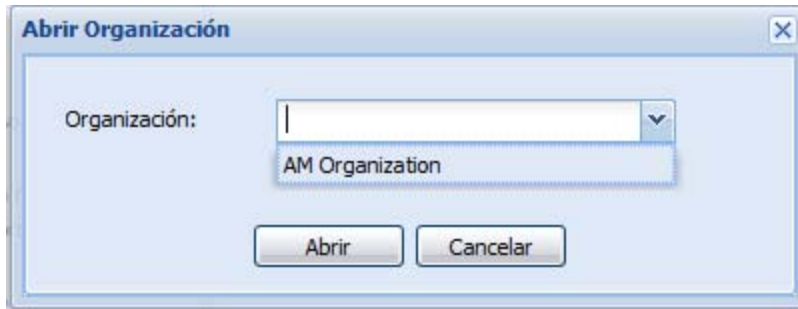 Abrir Organización
Organización:
AM Organization
Abrir Cancelar